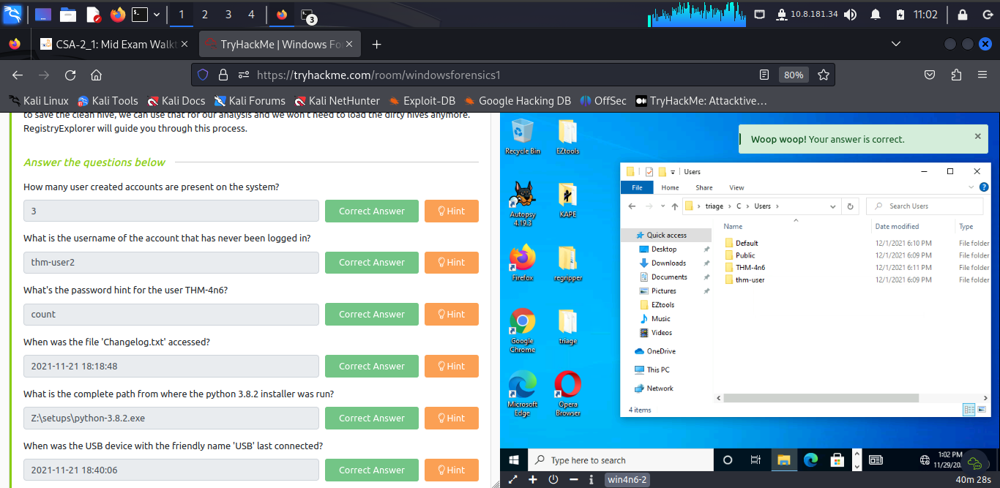 1
2
3
4
3
10.8.181.34
11:02
CSA-2_1: Mid Exam Walkt
TryHackMe | Windows Fo
https://tryhackme.com/room/windowsforensics1
80%
Kali Linux
Kali Tools
Kali Docs
Kali Forums
Kali NetHunter
Exploit-DB
Google Hacking DB
OffSec
TryHackMe: Attacktive…
to save the clean hive, we can use that for our analysis and we won't need to load the dirty hives anymore.
RegistryExplorer will guide you through this process.
Answer the questions below
How many user created accounts are present on the system?
3
Correct Answer
Hint
What is the username of the account that has never been logged in?
thm-user2
Correct Answer
Hint
What's the password hint for the user THM-4n6?
count
Correct Answer
Hint
When was the file 'Changelog.txt' accessed?
2021-11-21 18:18:48
Correct Answer
Hint
What is the complete path from where the python 3.8.2 installer was run?
Z:\setups\python-3.8.2.exe
Correct Answer
Hint
When was the USB device with the friendly name 'USB' last connected?
2021-11-21 18:40:06
Correct Answer
Hint
Recycle Bin
EZtools
Autopsy
4.19.3
KAPE
Firefox
regripper
Google
Chrome
triage
Microsoft
Edge
Opera
Browser
Woop woop! Your answer is correct.
Users
File
Home
Share
View
triage
C
Users
Search Users
Quick access
Desktop
Downloads
Documents
Pictures
EZtools
Music
Videos
OneDrive
This PC
Network
Name
Date modified
Type
Default
12/1/2021 6:10 PM
File folder
Public
12/1/2021 6:09 PM
File folder
THM-4n6
12/1/2021 6:11 PM
File folder
thm-user
12/1/2021 6:09 PM
File folder
4 items
Type here to search
1:02 PM
11/29/20
win4n6-2
40m 28s